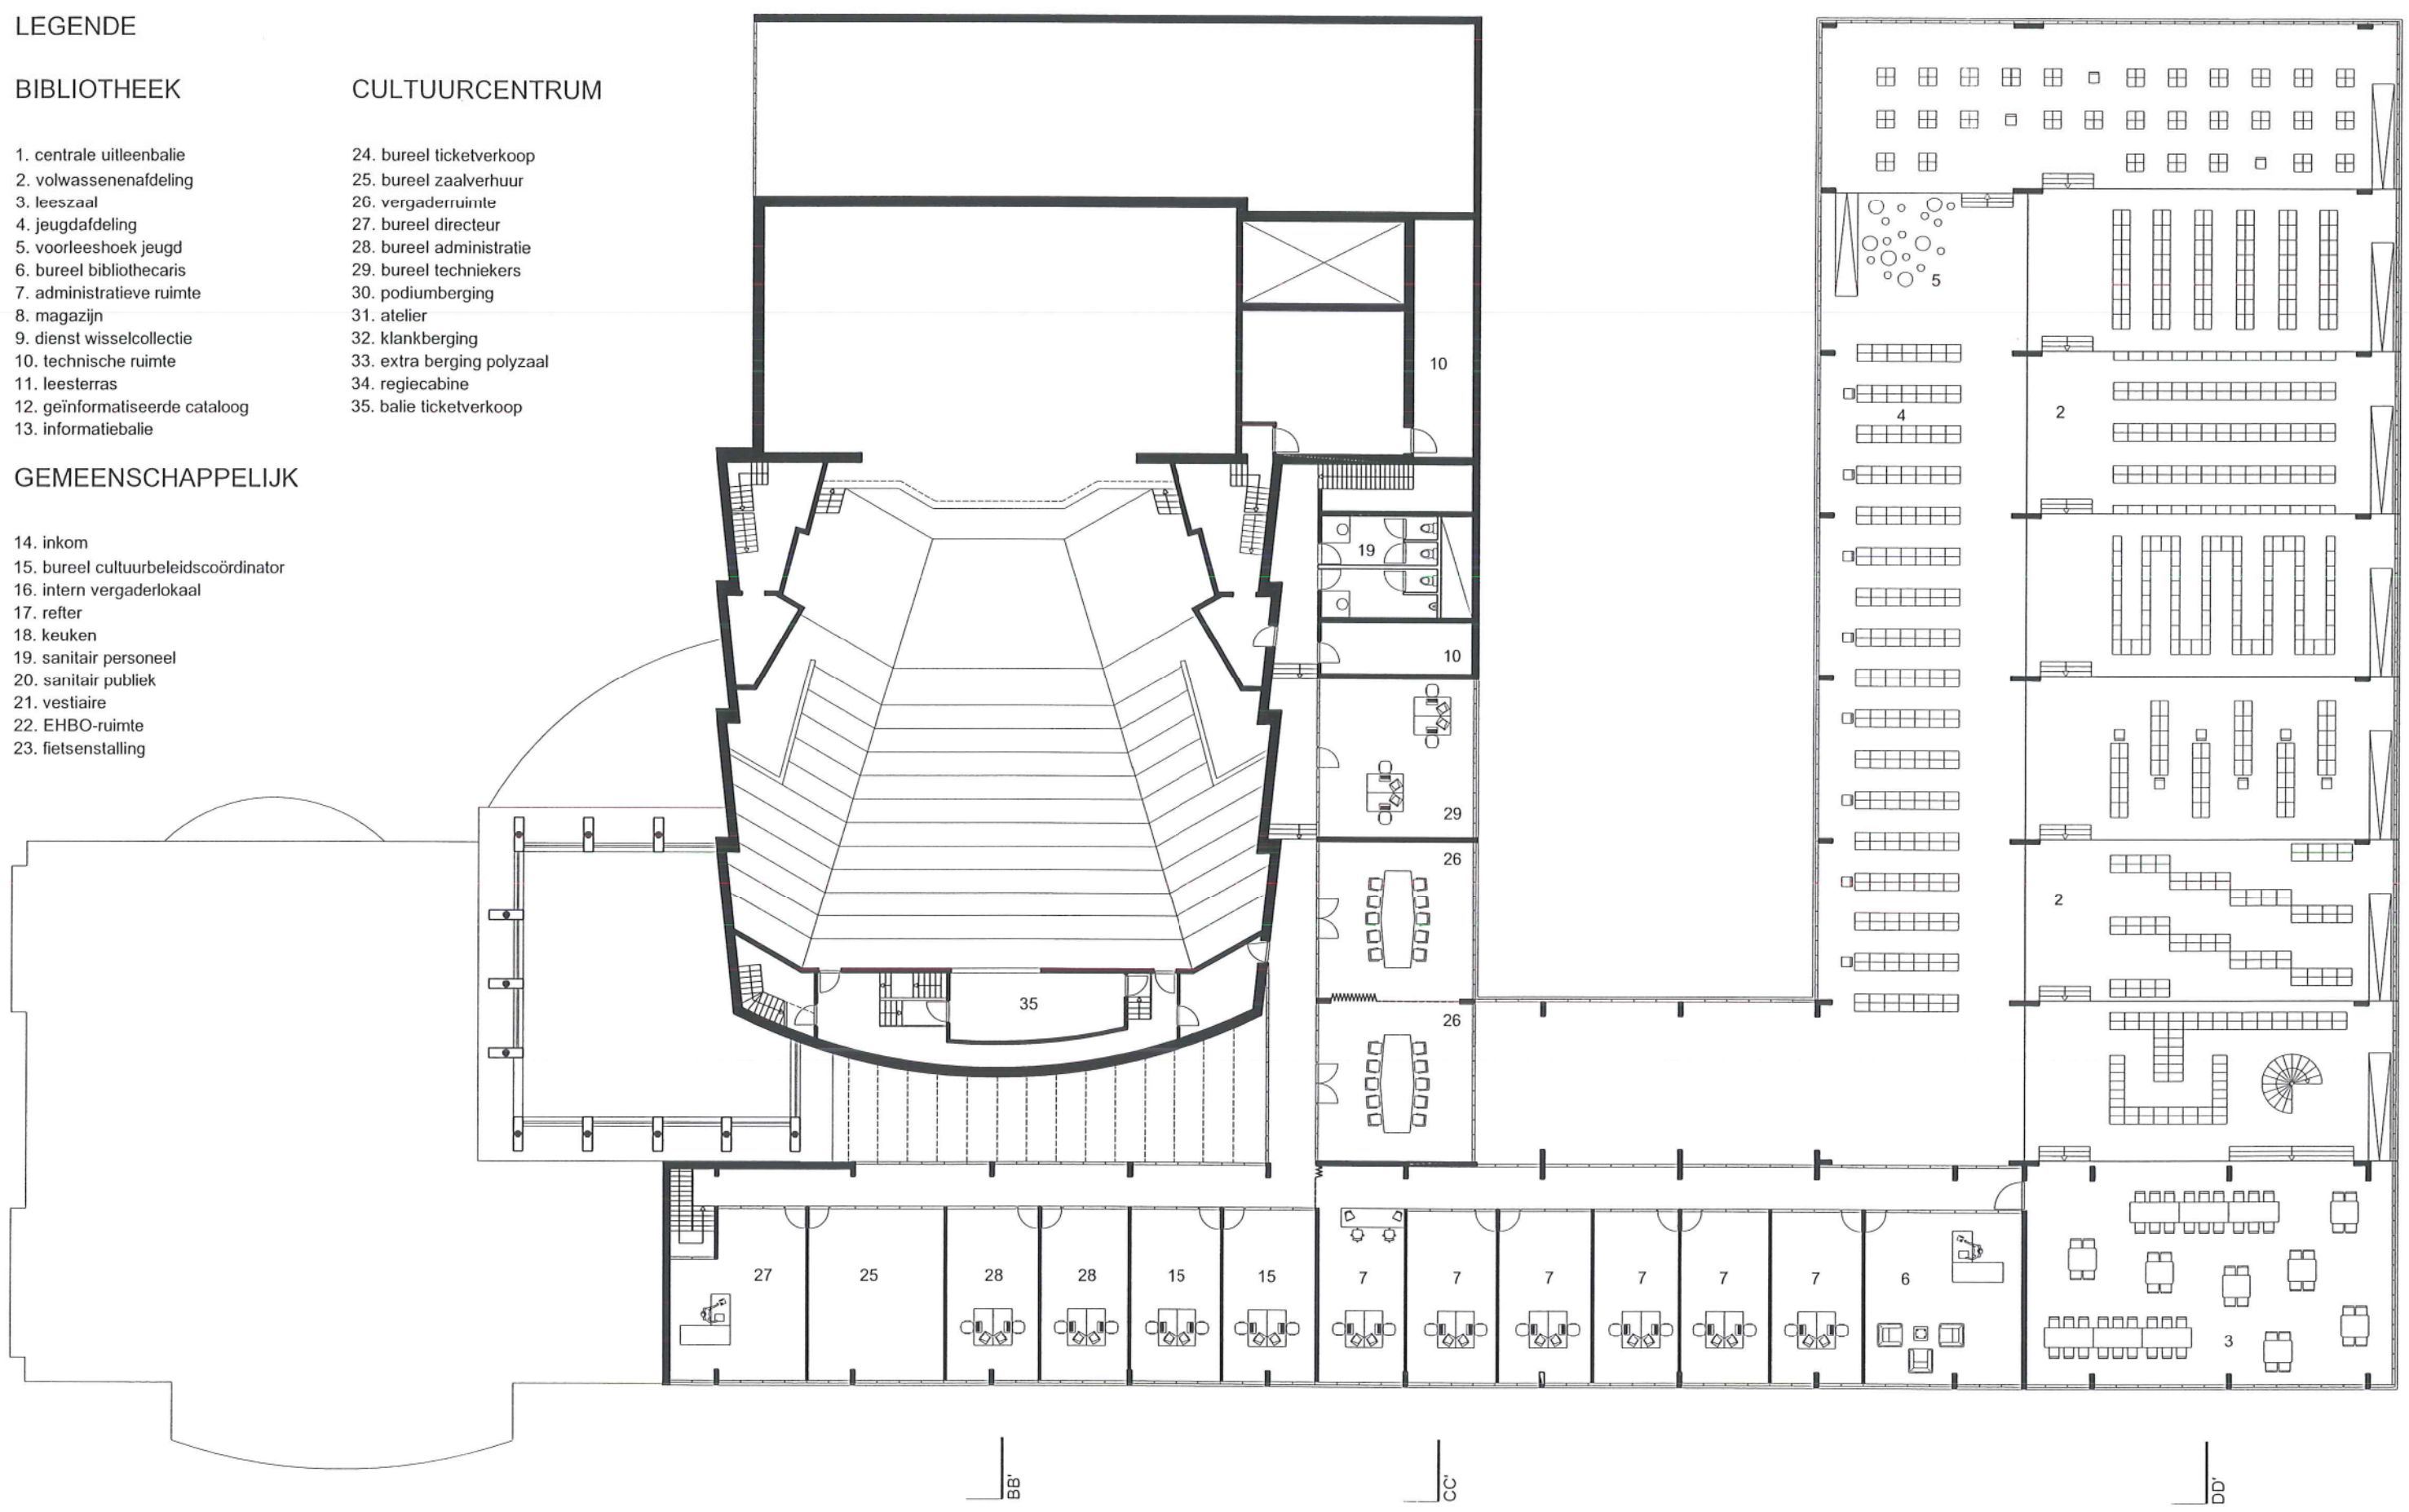 LEGENDE
BIBLIOTHEEK
1. centrale uitleenbalie
2. volwassenenafdeling
3. leeszaal
4. jeugdafdeling
5. voorleeshoek jeugd
6. bureel bibliothecaris
7. administratieve ruimte
8. magazijn
9. dienst wisselcollectie
10. technische ruimte
11. leesterras
12. geïnformatiseerde cataloog
13. informatiebalie
GEMEENSCHAPPELIJK
14. inkom
15. bureel cultuurbeleidscoördinator
16. intern vergaderlokaal
17. refter
18. keuken
19. sanitair personeel
20. sanitair publiek
21. vestiaire
22. EHBO-ruimte
23. fietsenstalling
CULTUURCENTRUM
24. bureel ticketverkoop
25. bureel zaalverhuur
26. vergaderruimte
27. bureel directeur
28. bureel administratie
29. bureel techniekers
30. podiumberging
31. atelier
32. klankberging
33. extra berging polyzaal
34. regiecabine
35. balie ticketverkoop
5
10
4
2
19
10
29
26
2
35
26
27
25
28
28
15
15
7
7
7
7
7
7
6
3
BB'
CC'
DD'